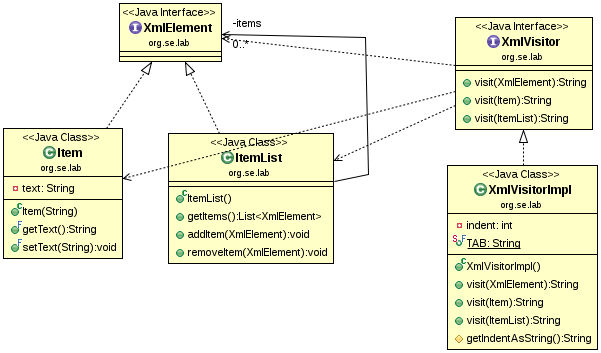 <<Java Interface>>
XmlElement
org.se.lab
-items
0..*
<<Java Interface>>
XmlVisitor
org.se.lab
visit(XmlElement):String
visit(Item):String
visit(ItemList):String
<<Java Class>>
Item
org.se.lab
text: String
Item(String)
getText():String
setText(String):void
<<Java Class>>
ItemList
org.se.lab
ItemList()
getItems():List<XmlElement>
addItem(XmlElement):void
removeItem(XmlElement):void
<<Java Class>>
XmlVisitorImpl
org.se.lab
indent: int
TAB: String
XmlVisitorImpl()
visit(XmlElement):String
visit(Item):String
visit(ItemList):String
getIndentAsString():String